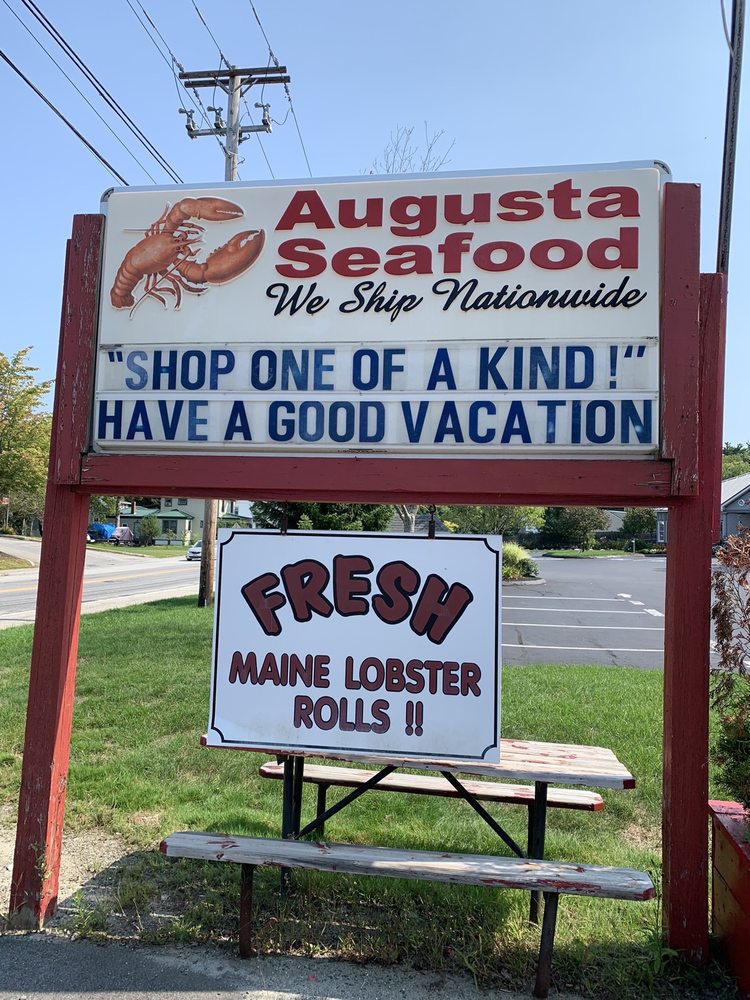 Augusta
Seafood
We Ship Nationwide
"SHOP ONE OF A KIND!"
HAVE A GOOD VACATION
FRESH
MAINE LOBSTER
ROLLS !!